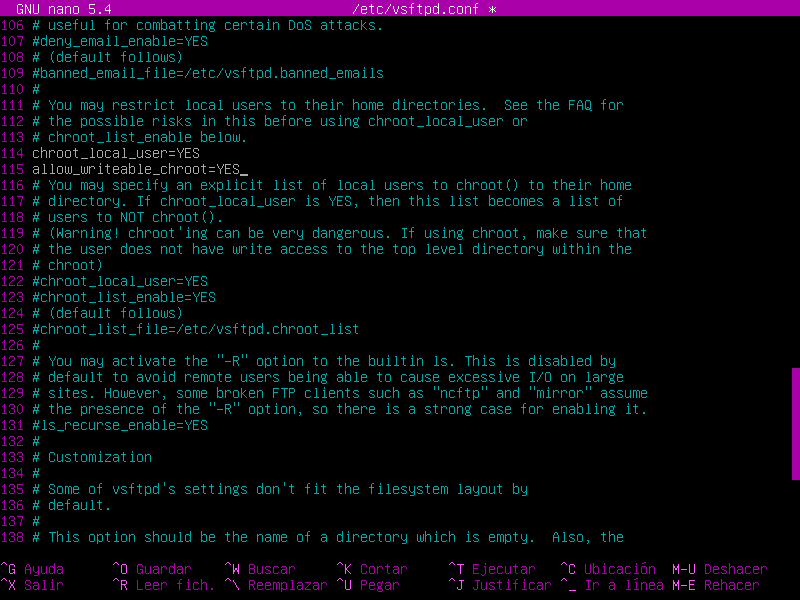 GNU nano 5.4 /etc/vsftpd.conf *
106 # useful for combatting certain DoS attacks.
107 #deny_email_enable=YES
108 # (default follows)
109 #banned_email_file=/etc/vsftpd.banned_emails
110 #
111 # You may restrict local users to their home directories.  See the FAQ for
112 # the possible risks in this before using chroot_local_user or
113 # chroot_list_enable below.
114 chroot_local_user=YES
115 allow_writeable_chroot=YES_
116 # You may specify an explicit list of local users to chroot() to their home
117 # directory. If chroot_local_user is YES, then this list becomes a list of
118 # users to NOT chroot().
119 # (Warning! chroot'ing can be very dangerous. If using chroot, make sure that
120 # the user does not have write access to the top level directory within the
121 # chroot)
122 #chroot_local_user=YES
123 #chroot_list_enable=YES
124 # (default follows)
125 #chroot_list_file=/etc/vsftpd.chroot_list
126 #
127 # You may activate the "-R" option to the builtin ls. This is disabled by
128 # default to avoid remote users being able to cause excessive I/O on large
129 # sites. However, some broken FTP clients such as "ncftp" and "mirror" assume
130 # the presence of the "-R" option, so there is a strong case for enabling it.
131 #ls_recurse_enable=YES
132 #
133 # Customization
134 #
135 # Some of vsftpd's settings don't fit the filesystem layout by
136 # default.
137 #
138 # This option should be the name of a directory which is empty.  Also, the
^G Ayuda ^O Guardar ^W Buscar ^K Cortar ^T Ejecutar ^C Ubicación M-U Deshacer
^X Salir ^R Leer fich. ^\ Reemplazar ^U Pegar ^J Justificar ^_ Ir a línea M-E Rehacer